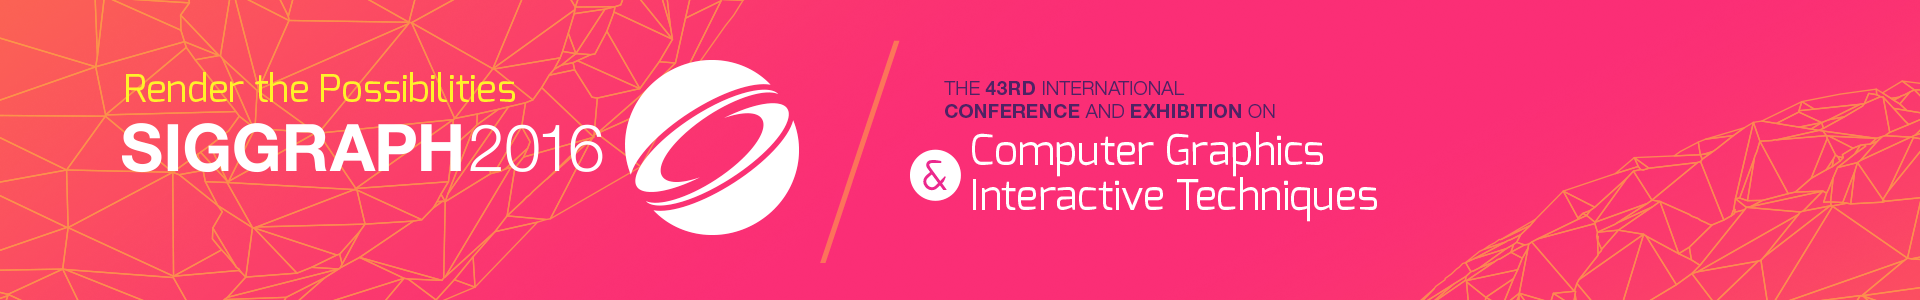 Render the Possibilities
SIGGRAPH2016
THE 43RD INTERNATIONAL
CONFERENCE AND EXHIBITION ON
Computer Graphics
& Interactive Techniques